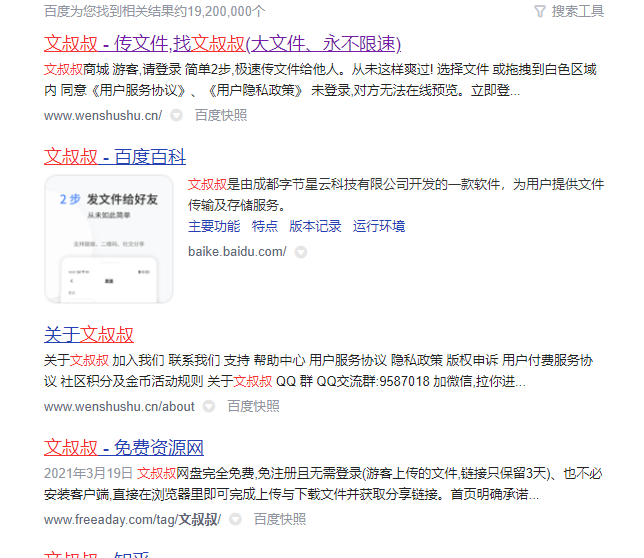 百度为您找到相关结果约19,200,000个
搜索工具
文叔叔 - 传文件,找文叔叔(大文件、永不限速)
文叔叔商城 游客,请登录 简单2步,极速传文件给他人。从未这样爽过! 选择文件 或拖拽到白色区域
内 同意《用户服务协议》、《用户隐私政策》 未登录,对方无法在线预览。立即登...
www.wenshushu.cn/ 百度快照
文叔叔 - 百度百科
2 步 发文件给好友
从未如此简单
支持链接、二维码、社交分享
文叔叔是由成都字节星云科技有限公司开发的一款软件，为用户提供文件
传输及存储服务。
主要功能 特点 版本记录 运行环境
baike.baidu.com/
关于文叔叔
关于文叔叔 加入我们 联系我们 支持 帮助中心 用户服务协议 隐私政策 版权申诉 用户付费服务协
议 社区积分及金币活动规则 关于文叔叔 QQ 群 QQ交流群:9587018 加微信,拉你进...
www.wenshushu.cn/about 百度快照
文叔叔 - 免费资源网
2021年3月19日 文叔叔网盘完全免费,免注册且无需登录(游客上传的文件,链接只保留3天)、也不必
安装客户端,直接在浏览器里即可完成上传与下载文件并获取分享链接。首页明确承诺...
www.freeaday.com/tag/文叔叔/ 百度快照
文叔叔 - 知乎